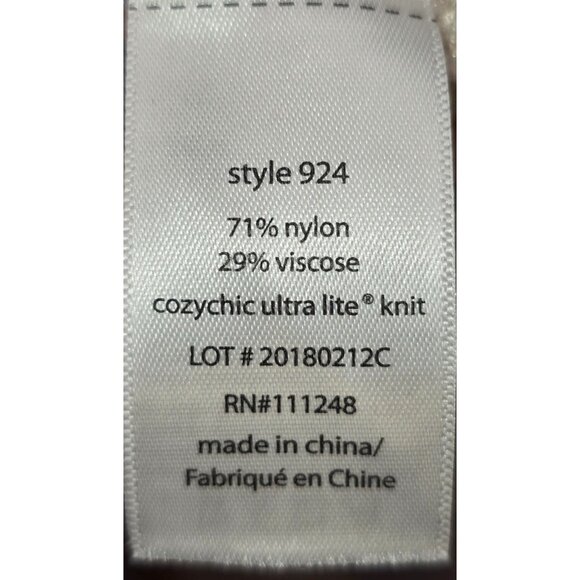 style 924
71% nylon
29% viscose
cozychic ultra lite® knit
LOT # 20180212C
RN#111248
made in china/
Fabriqué en Chine